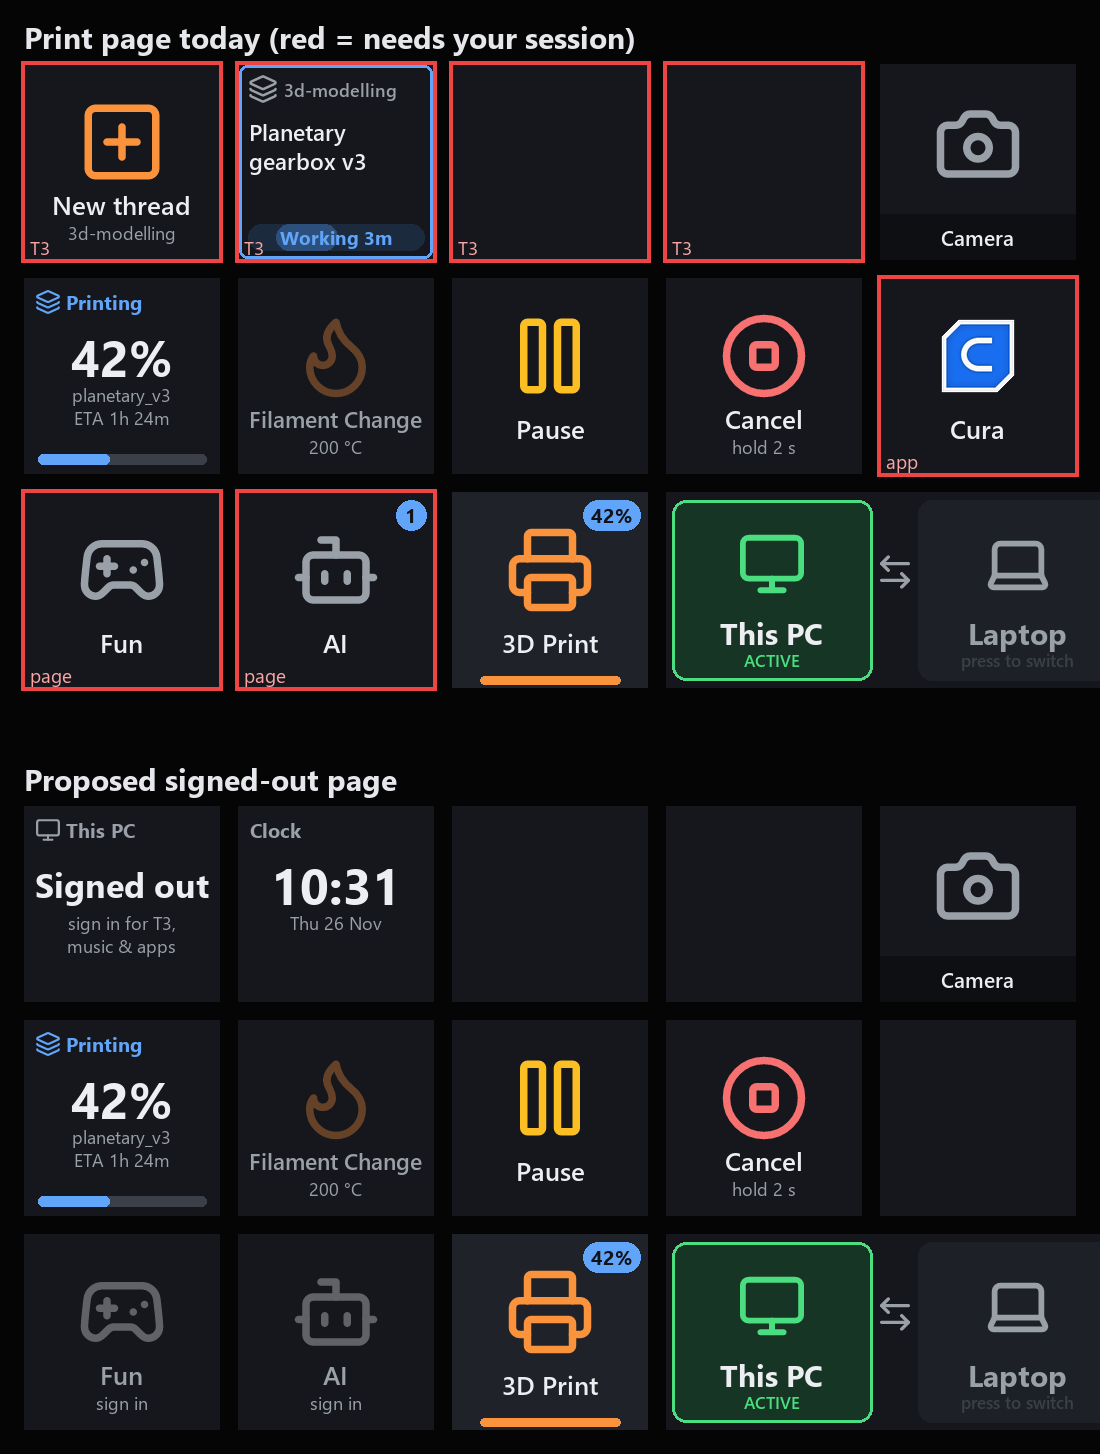 Print page today (red = needs your session)
New thread
3d-modelling
T3
3d-modelling
Planetary
gearbox v3
T3
Working 3m
T3
T3
Camera
Printing
42%
planetary_v3
ETA 1h 24m
Filament Change
200 °C
Pause
Cancel
hold 2 s
Cura
app
Fun
page
1
AI
page
42%
3D Print
This PC
ACTIVE
Laptop
press to switch
Proposed signed-out page
This PC
Signed out
sign in for T3,
music & apps
Clock
10:31
Thu 26 Nov
Camera
Printing
42%
planetary_v3
ETA 1h 24m
Filament Change
200 °C
Pause
Cancel
hold 2 s
Fun
sign in
AI
sign in
42%
3D Print
This PC
ACTIVE
Laptop
press to switch